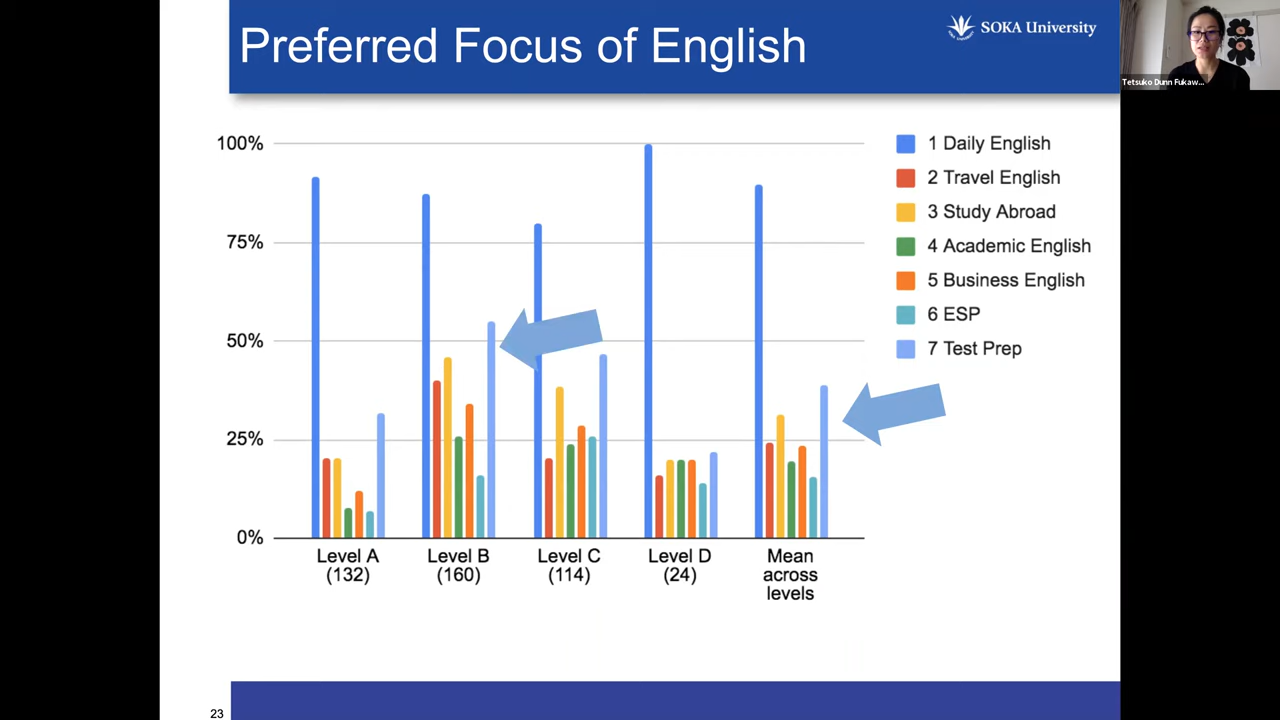 Preferred Focus of English
SOKA University
Tetsuko Dunn Fukaw...
100%
75%
50%
25%
0%
1 Daily English
2 Travel English
3 Study Abroad
4 Academic English
5 Business English
6 ESP
7 Test Prep
Level A
(132)
Level B
(160)
Level C
(114)
Level D
(24)
Mean
across
levels
23